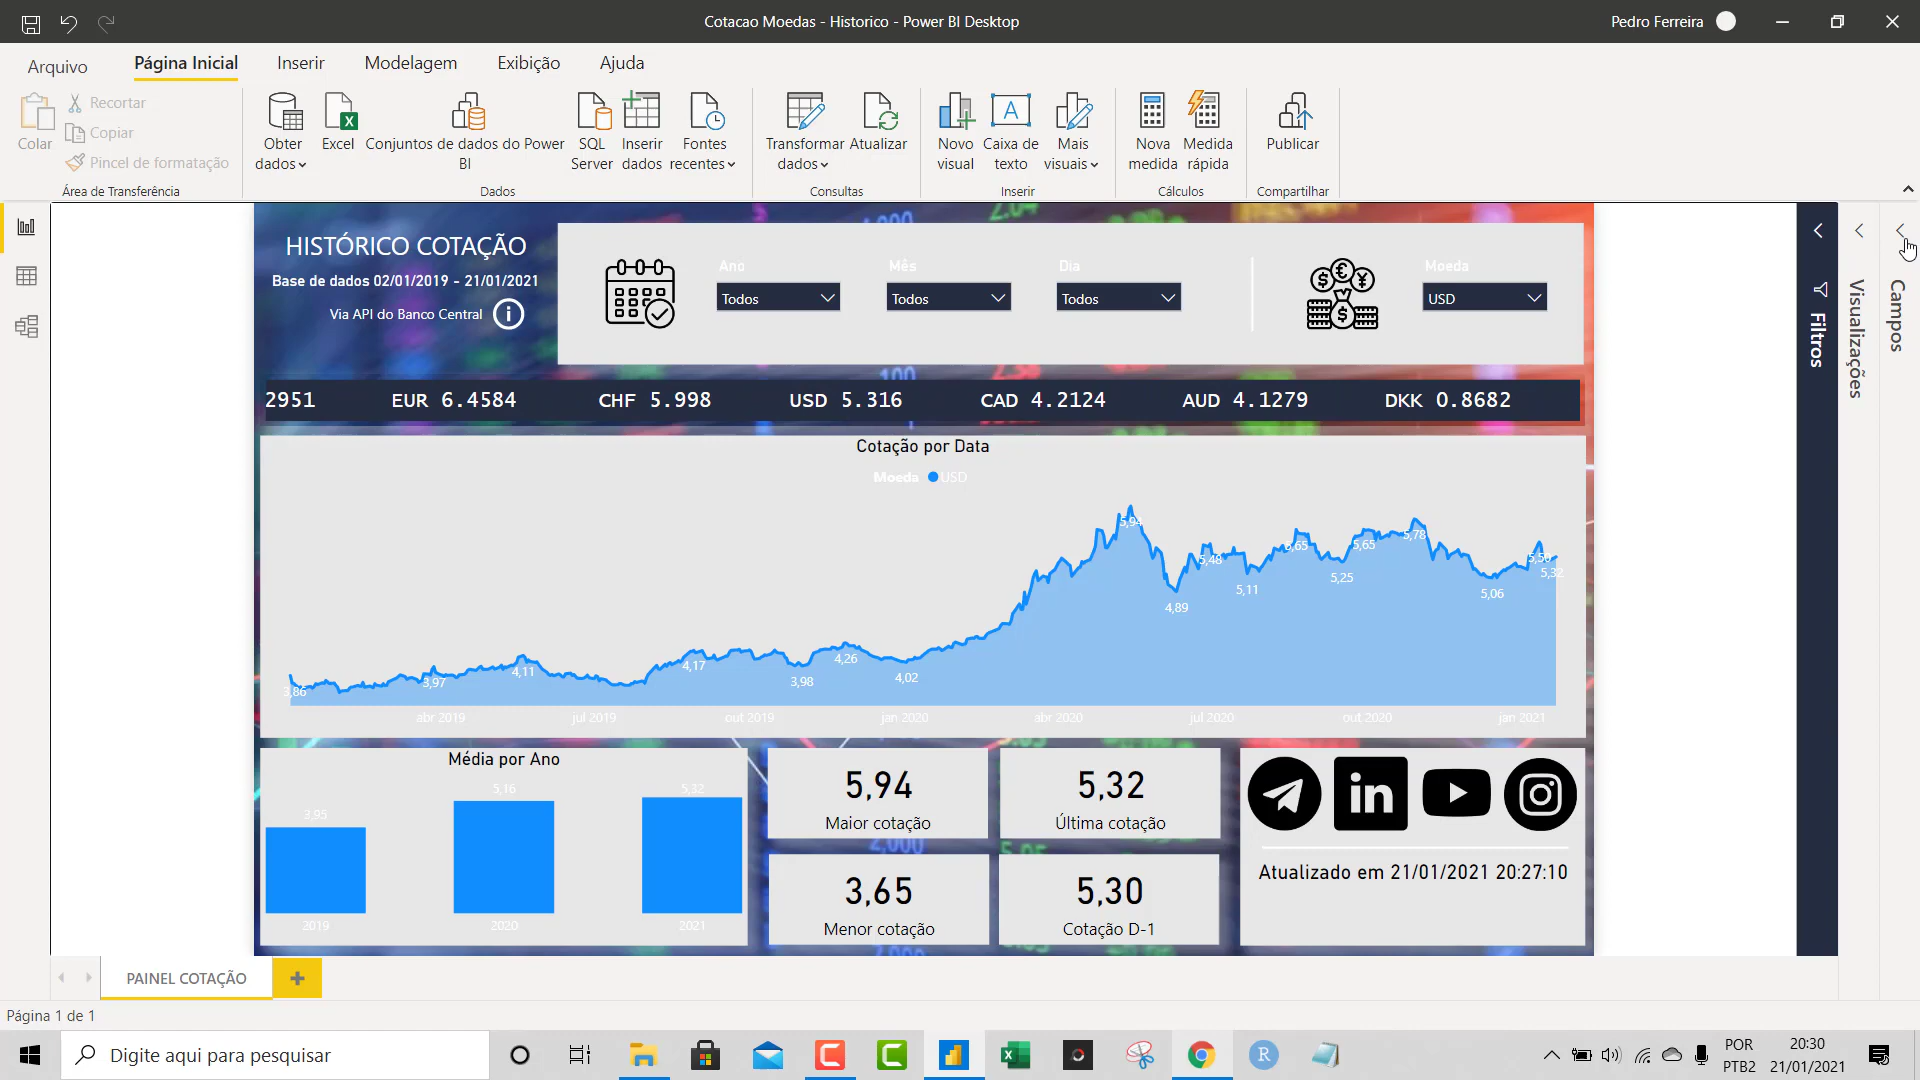 Cotacao Moedas - Historico - Power BI Desktop
Pedro Ferreira
Arquivo
Página Inicial
Inserir
Modelagem
Exibição
Ajuda
Colar
Recortar
Copiar
Pincel de formatação
Área de Transferência
Obter dados
Excel
Conjuntos de dados do Power BI
SQL Server
Inserir dados
Fontes recentes
Dados
Transformar dados
Atualizar
Consultas
Novo visual
Caixa de texto
Mais visuais
Inserir
Nova medida
Medida rápida
Cálculos
Publicar
Compartilhar
HISTÓRICO COTAÇÃO
Base de dados 02/01/2019 - 21/01/2021
Via API do Banco Central
Ano
Todos
Mês
Todos
Dia
Todos
Moeda
USD
2951 EUR 6.4584 CHF 5.998 USD 5.316 CAD 4.2124 AUD 4.1279 DKK 0.8682
Cotação por Data
Moeda USD
3,86
3,97
4,11
4,17
3,98
4,26
4,02
5,94
4,89
5,48
5,11
5,65
5,25
5,65
5,78
5,06
5,50
5,32
abr 2019 jul 2019 out 2019 jan 2020 abr 2020 jul 2020 out 2020 jan 2021
Média por Ano
3,95
5,16
5,32
2019 2020 2021
5,94
Maior cotação
5,32
Última cotação
3,65
Menor cotação
5,30
Cotação D-1
in
Atualizado em 21/01/2021 20:27:10
Filtros
Visualizações
Campos
PAINEL COTAÇÃO
Página 1 de 1
Digite aqui para pesquisar
POR
PTB2
20:30
21/01/2021